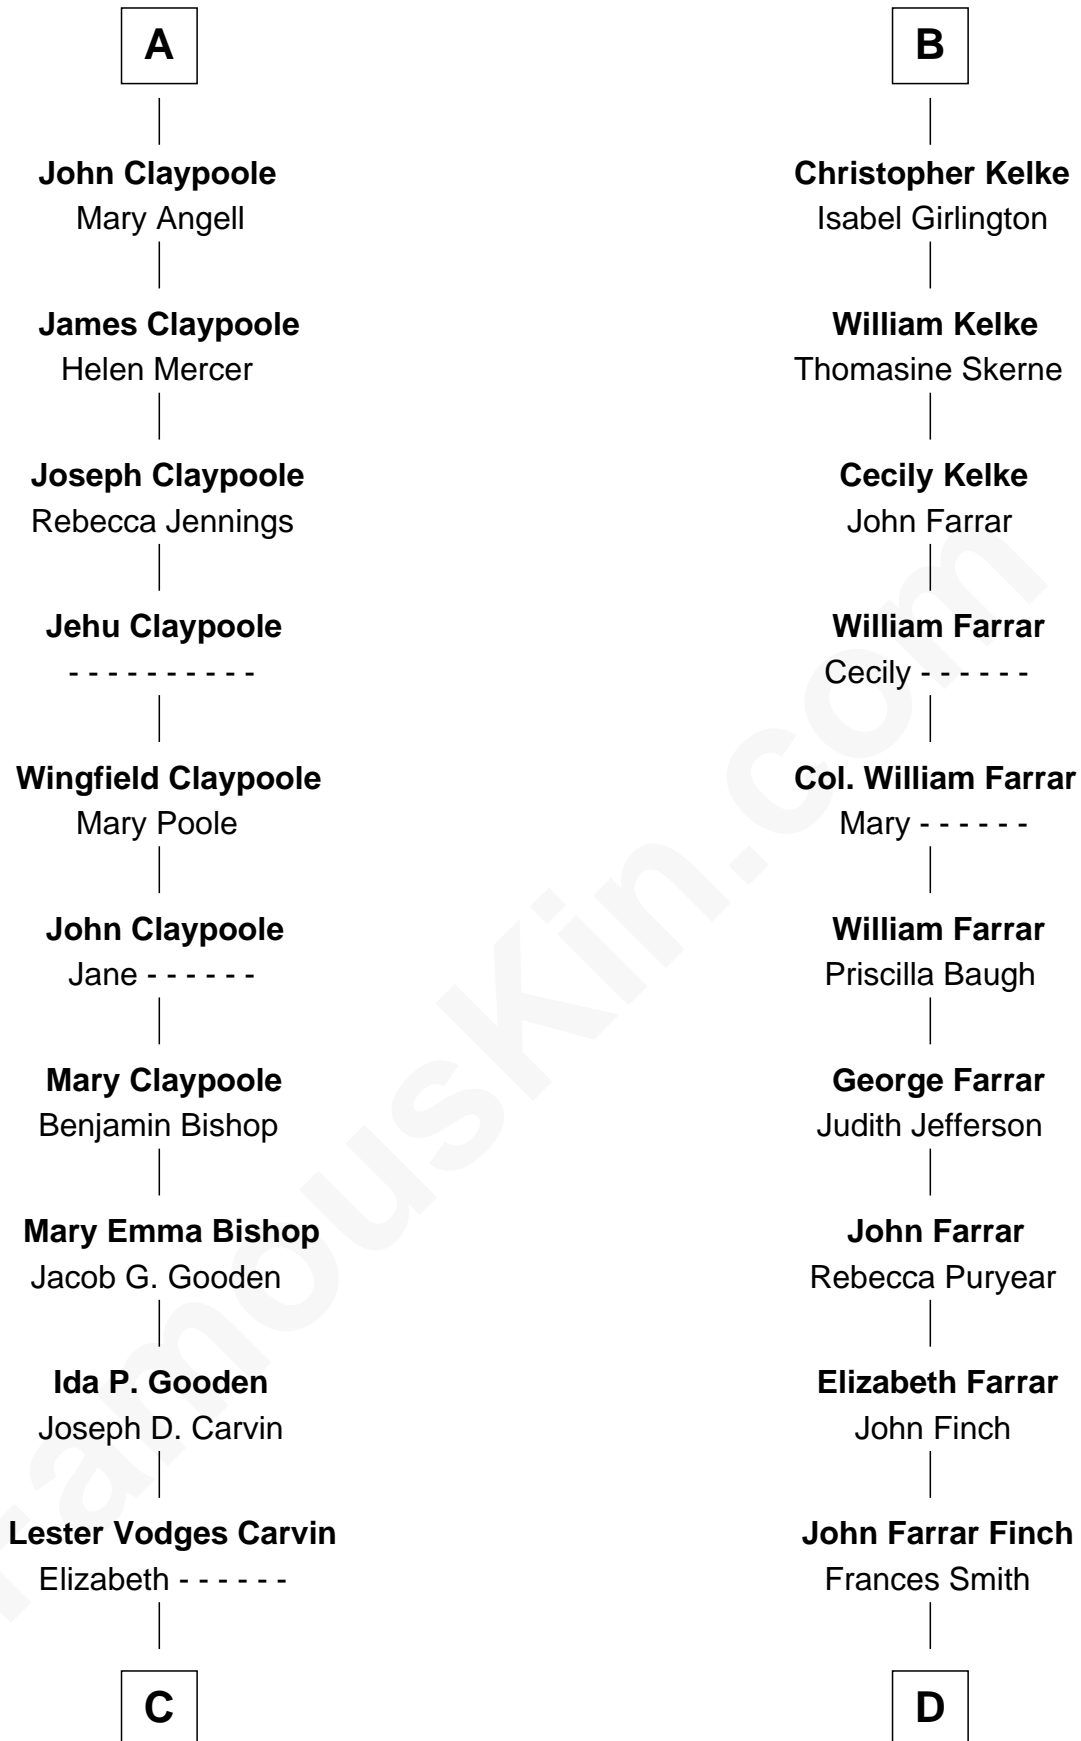 A
John Claypoole
Mary Angell
James Claypoole
Helen Mercer
Joseph Claypoole
Rebecca Jennings
Jehu Claypoole
- - - - - - - - - -
Wingfield Claypoole
Mary Poole
John Claypoole
Jane - - - - - -
Mary Claypoole
Benjamin Bishop
Mary Emma Bishop
Jacob G. Gooden
Ida P. Gooden
Joseph D. Carvin
Lester Vodges Carvin
Elizabeth - - - - - -
C
B
Christopher Kelke
Isabel Girlington
William Kelke
Thomasine Skerne
Cecily Kelke
John Farrar
William Farrar
Cecily - - - - - -
Col. William Farrar
Mary - - - - - -
William Farrar
Priscilla Baugh
George Farrar
Judith Jefferson
John Farrar
Rebecca Puryear
Elizabeth Farrar
John Finch
John Farrar Finch
Frances Smith
D
FamousKin.com